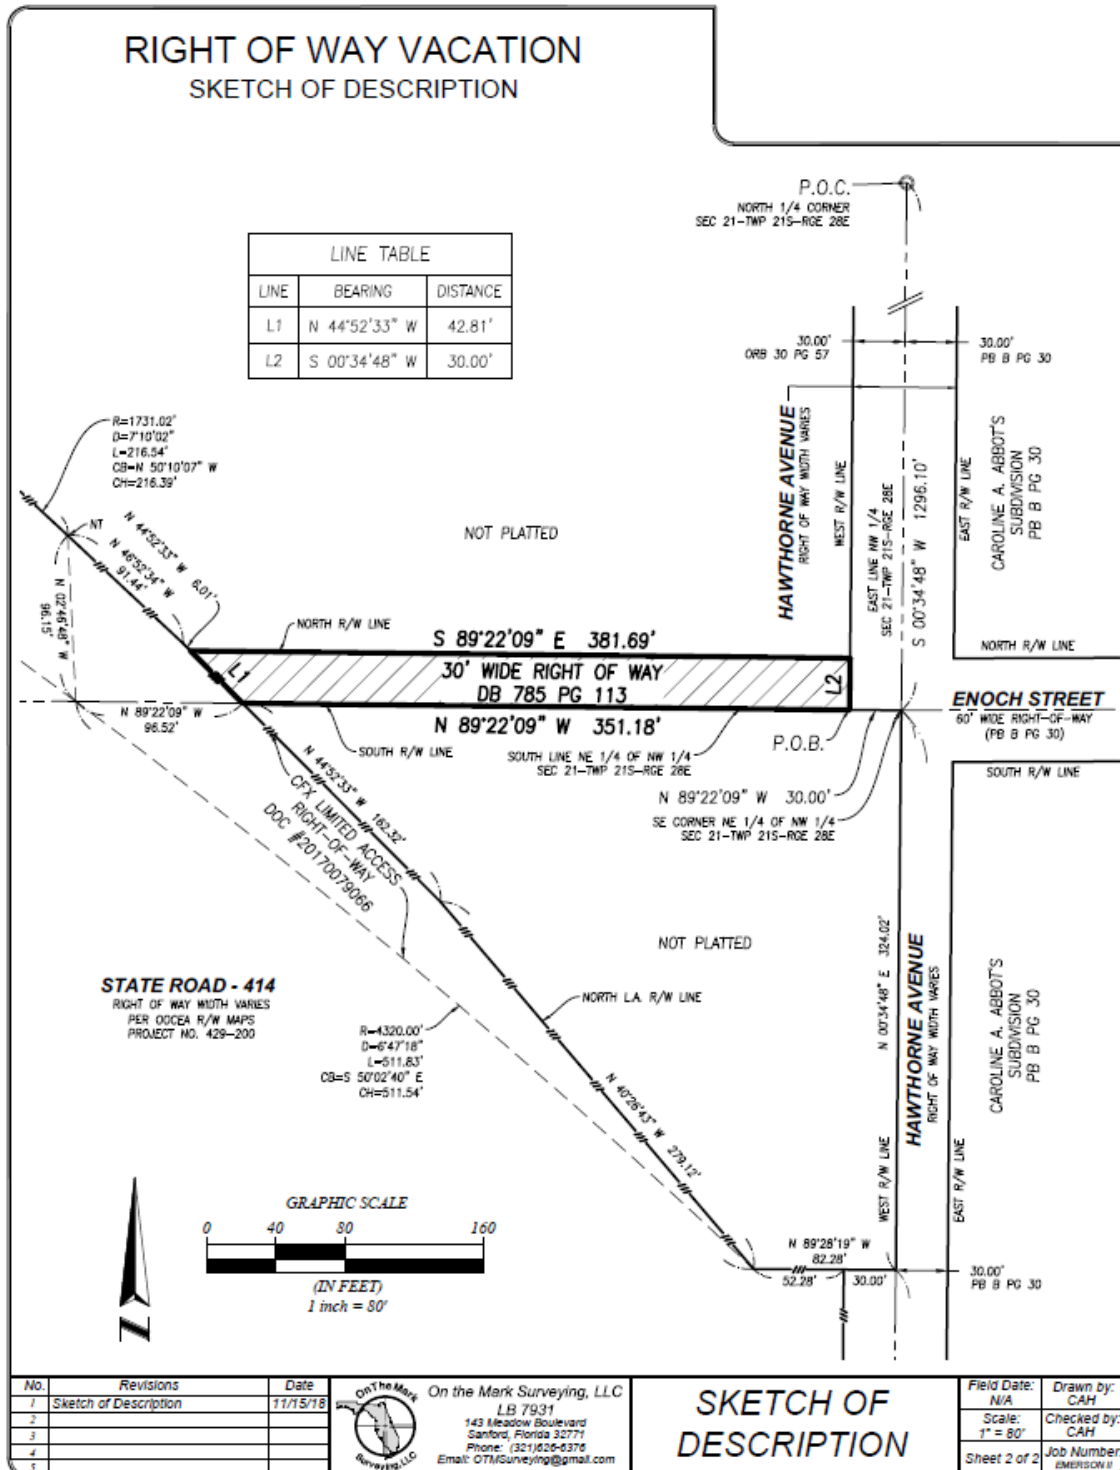 RIGHT OF WAY VACATION
SKETCH OF DESCRIPTION
P.O.C.
NORTH 1/4 CORNER
SEC 21-TWP 21S-RGE 28E
LINE TABLE
LINE BEARING DISTANCE
L1 N 44°52'33" W 42.81'
L2 S 00°34'48" W 30.00'
30.00'
ORB 30 PG 57
30.00'
PB B PG 30
R=1731.02'
D=7°10'02"
L=216.54'
CB=N 50°10'07" W
CH=216.39'
NT
N 44°52'33" W 6.01'
N 46°52'34" W
91.44'
N 02°46'48" W
96.15'
NOT PLATTED
HAWTHORNE AVENUE
RIGHT OF WAY WIDTH VARIES
WEST R/W LINE
EAST LINE NW 1/4
SEC 21-TWP 21S-RGE 28E
S 00°34'48" W 1296.10'
EAST R/W LINE
CAROLINE A. ABBOT'S
SUBDIVISION
PB B PG 30
NORTH R/W LINE
S 89°22'09" E 381.69'
L1
30' WIDE RIGHT OF WAY
DB 785 PG 113
L2
N 89°22'09" W 351.18'
NORTH R/W LINE
ENOCH STREET
60' WIDE RIGHT-OF-WAY
(PB B PG 30)
SOUTH R/W LINE
N 89°22'09" W
96.52'
SOUTH R/W LINE
SOUTH LINE NE 1/4 OF NW 1/4
SEC 21-TWP 21S-RGE 28E
P.O.B.
N 89°22'09" W 30.00'
SE CORNER NE 1/4 OF NW 1/4
SEC 21-TWP 21S-RGE 28E
N 44°52'33" W 162.32'
CFX LIMITED ACCESS
RIGHT-OF-WAY
DOC #20170079066
NOT PLATTED
STATE ROAD - 414
RIGHT OF WAY WIDTH VARIES
PER OOCEA R/W MAPS
PROJECT NO. 429-200
NORTH L.A. R/W LINE
R=4320.00'
D=6°47'18"
L=511.83'
CB=S 50°02'40" E
CH=511.54'
N 40°26'43" W 279.12'
N 00°34'48" E 324.02'
HAWTHORNE AVENUE
RIGHT OF WAY WIDTH VARIES
WEST R/W LINE
EAST R/W LINE
CAROLINE A. ABBOT'S
SUBDIVISION
PB B PG 30
N 89°28'19" W
82.28'
52.28' 30.00'
30.00'
PB B PG 30
GRAPHIC SCALE
0 40 80 160
(IN FEET)
1 inch = 80'
N
No. Revisions Date
1 Sketch of Description 11/15/18
2
3
4
5
On The Mark
Surveying, LLC
On the Mark Surveying, LLC
LB 7931
143 Meadow Boulevard
Sanford, Florida 32771
Phone: (321)626-6376
Email: OTMSurveying@gmail.com
SKETCH OF
DESCRIPTION
Field Date:
N/A
Drawn by:
CAH
Scale:
1" = 80'
Checked by:
CAH
Sheet 2 of 2
Job Number
EMERSON II